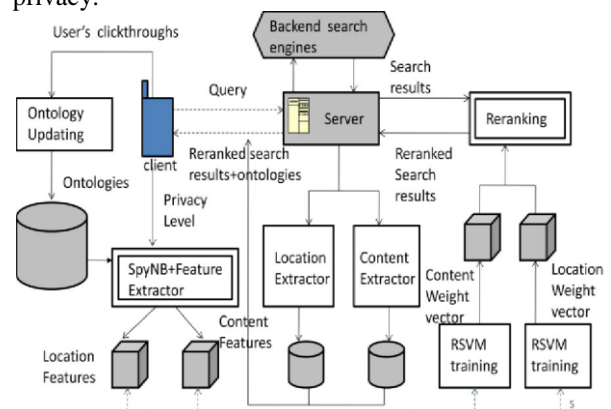 privacy.
User's clickthroughs
Backend search
engines
Search
results
Query
Ontology
Updating
Server
Reranking
client
Reranked search
results+ontologies
Reranked
Search
results
Ontologies
Privacy
Level
SpyNB+Feature
Extractor
Location
Extractor
Content
Extractor
Content
Weight
vector
Location
Weight
vector
Content
Features
Location
Features
RSVM
training
RSVM
training
5